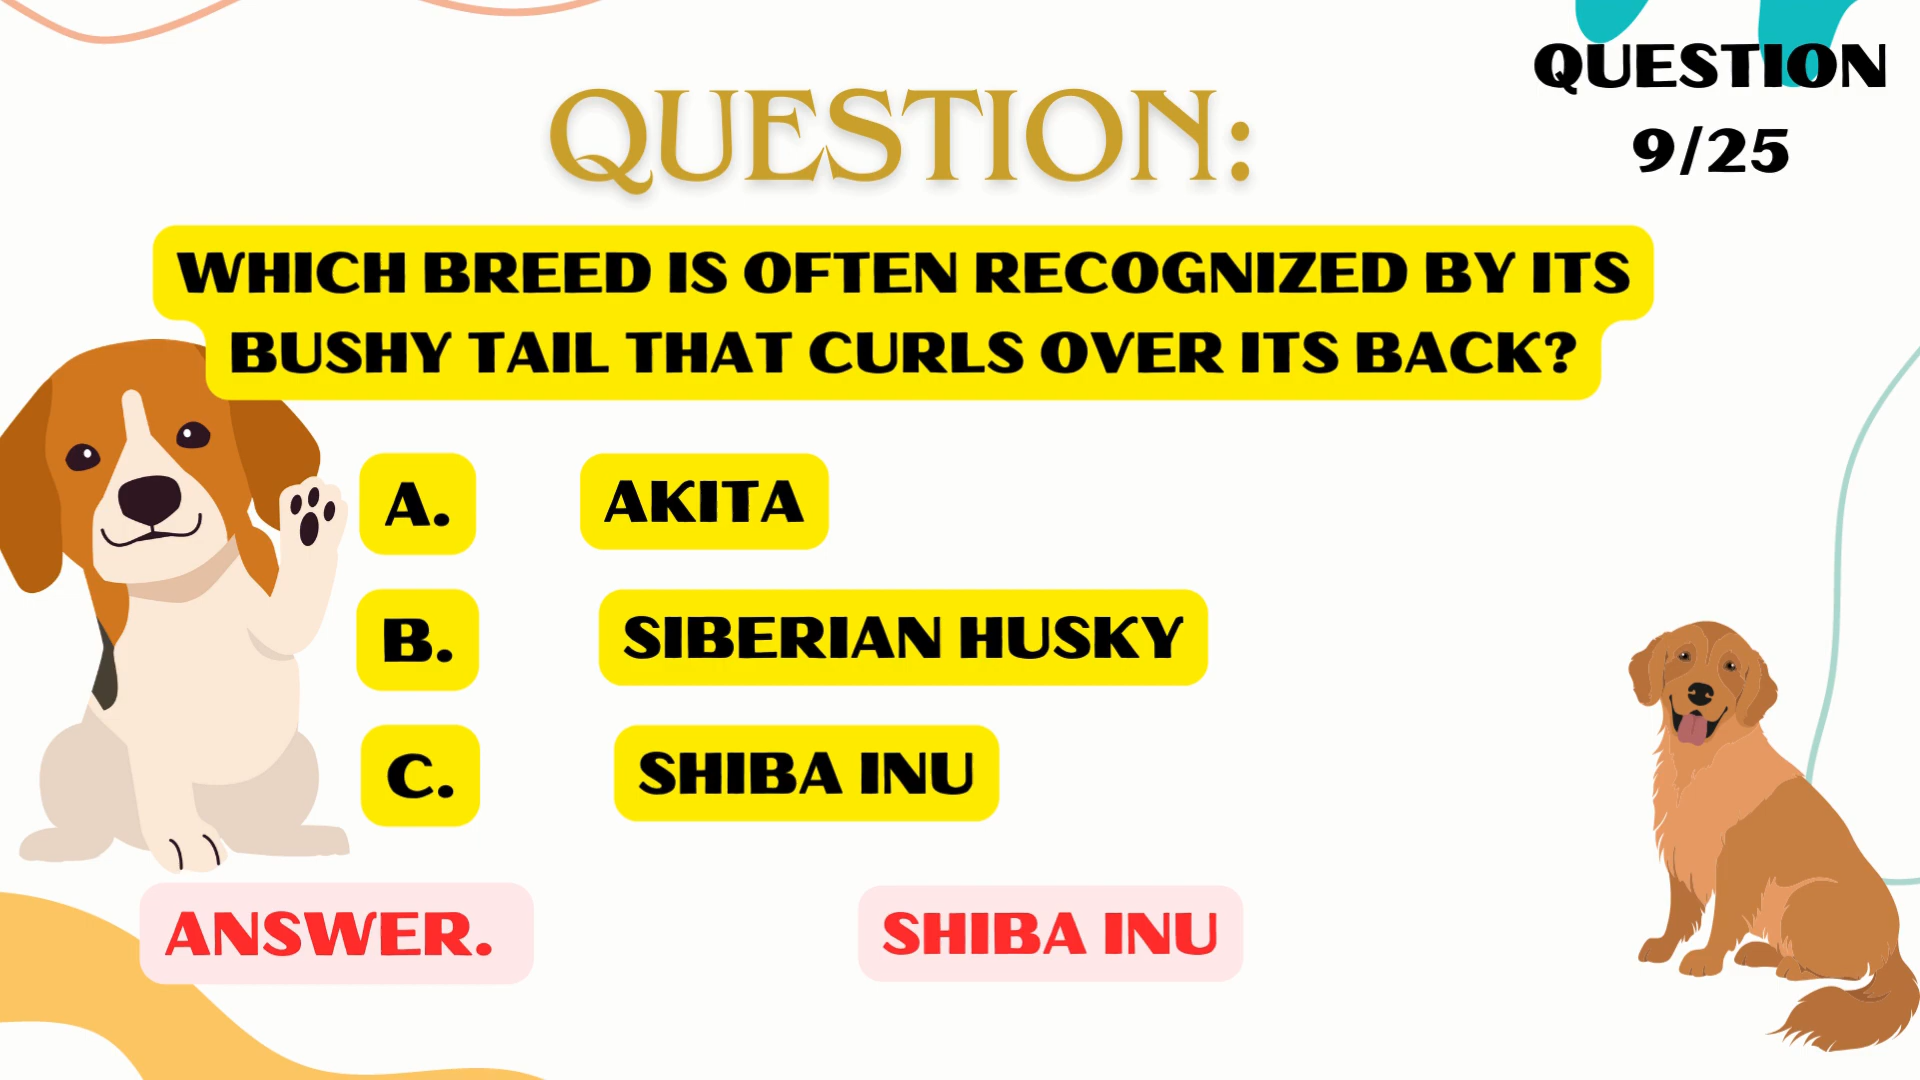 QUESTION
9/25
QUESTION:
WHICH BREED IS OFTEN RECOGNIZED BY ITS
BUSHY TAIL THAT CURLS OVER ITS BACK?
A. AKITA
B. SIBERIAN HUSKY
C. SHIBA INU
ANSWER. SHIBA INU